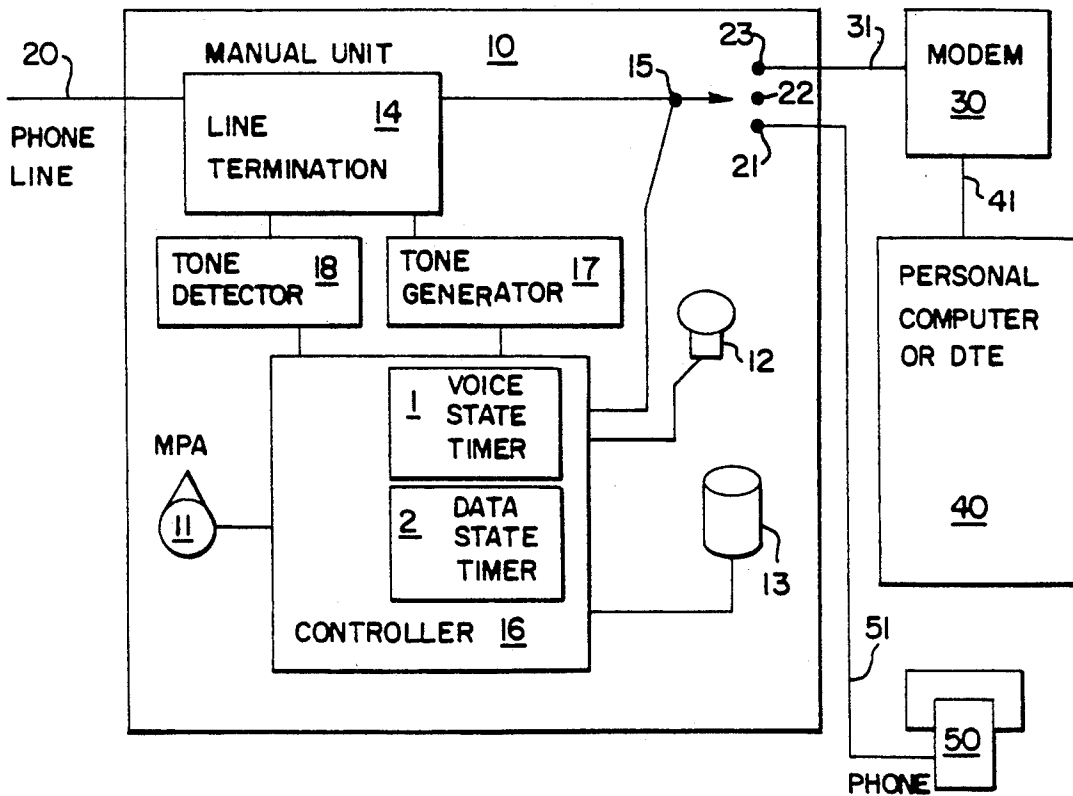 20
PHONE
LINE
MANUAL UNIT 10
14
LINE
TERMINATION
15
23
22
21
31
MODEM
30
41
TONE
DETECTOR 18
TONE
GENERATOR 17
12
PERSONAL
COMPUTER
OR DTE
40
1 VOICE
STATE
TIMER
MPA
11
2 DATA
STATE
TIMER
13
CONTROLLER 16
51
50
PHONE